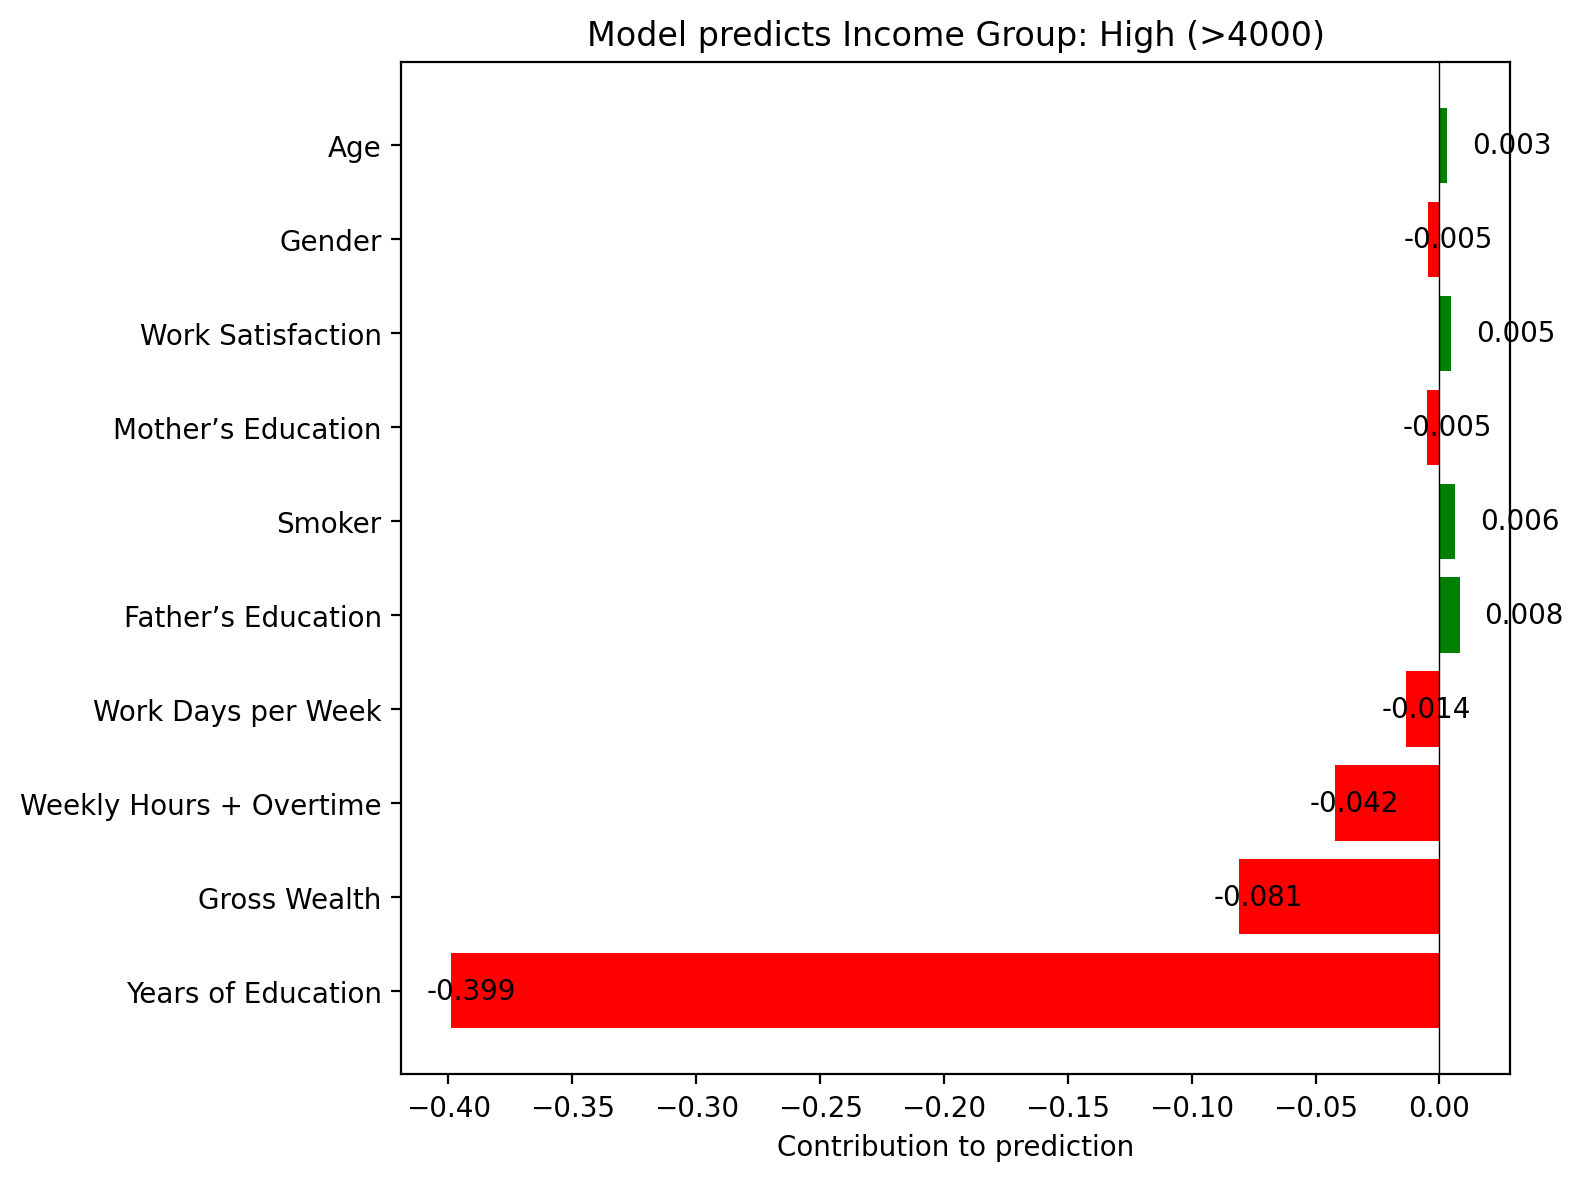 Model predicts Income Group: High (>4000)
Age 0.003
Gender -0.005
Work Satisfaction 0.005
Mother’s Education -0.005
Smoker 0.006
Father’s Education 0.008
Work Days per Week -0.014
Weekly Hours + Overtime -0.042
Gross Wealth -0.081
Years of Education -0.399
−0.40 −0.35 −0.30 −0.25 −0.20 −0.15 −0.10 −0.05 0.00
Contribution to prediction